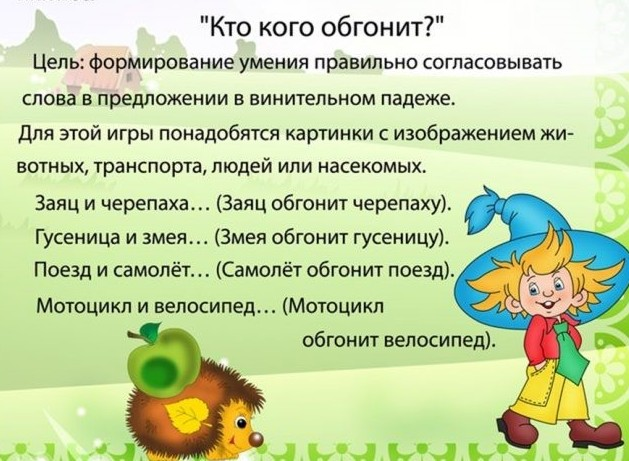 "Кто кого обгонит?"
Цель: формирование умения правильно согласовывать
слова в предложении в винительном падеже.
Для этой игры понадобятся картинки с изображением жи-
вотных, транспорта, людей или насекомых.
Заяц и черепаха... (Заяц обгонит черепаху).
Гусеница и змея... (Змея обгонит гусеницу).
Поезд и самолёт... (Самолёт обгонит поезд).
Мотоцикл и велосипед... (Мотоцикл
обгонит велосипед).